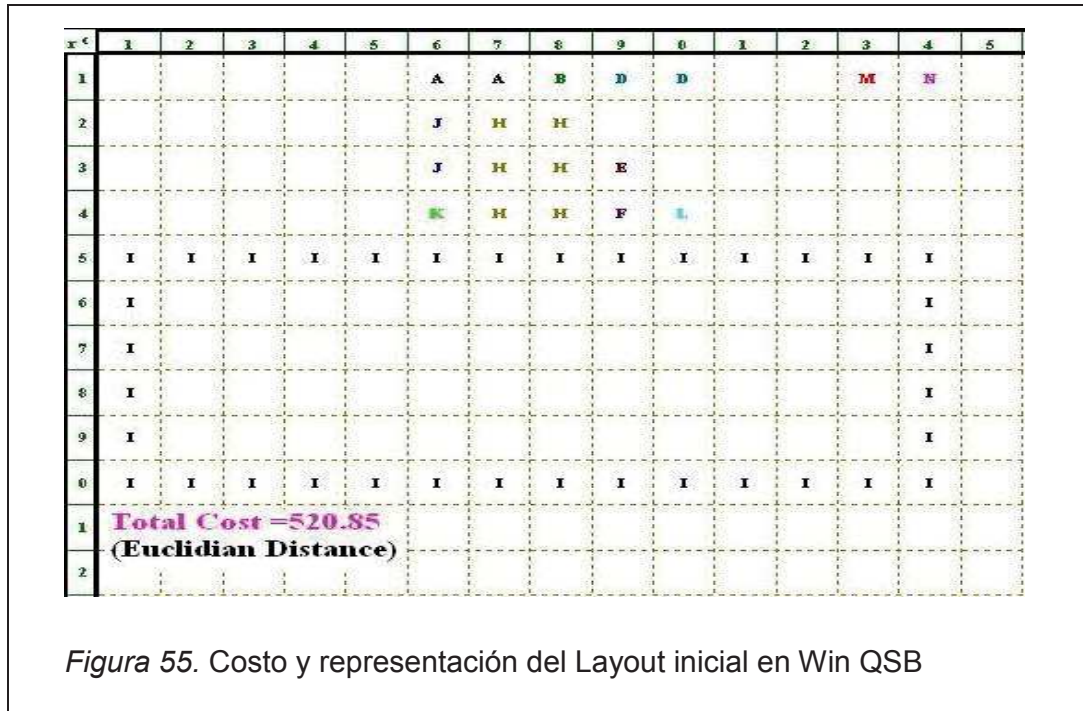 r c 1 2 3 4 5 6 7 8 9 0 1 2 3 4 5
1 A A B D D M N
2 J H H
3 J H H E
4 K H H F L
5 I I I I I I I I I I I I I I
6 I I
7 I I
8 I I
9 I I
0 I I I I I I I I I I I I I I
1 Total Cost =520.85
(Euclidian Distance)
2
Figura 55. Costo y representación del Layout inicial en Win QSB